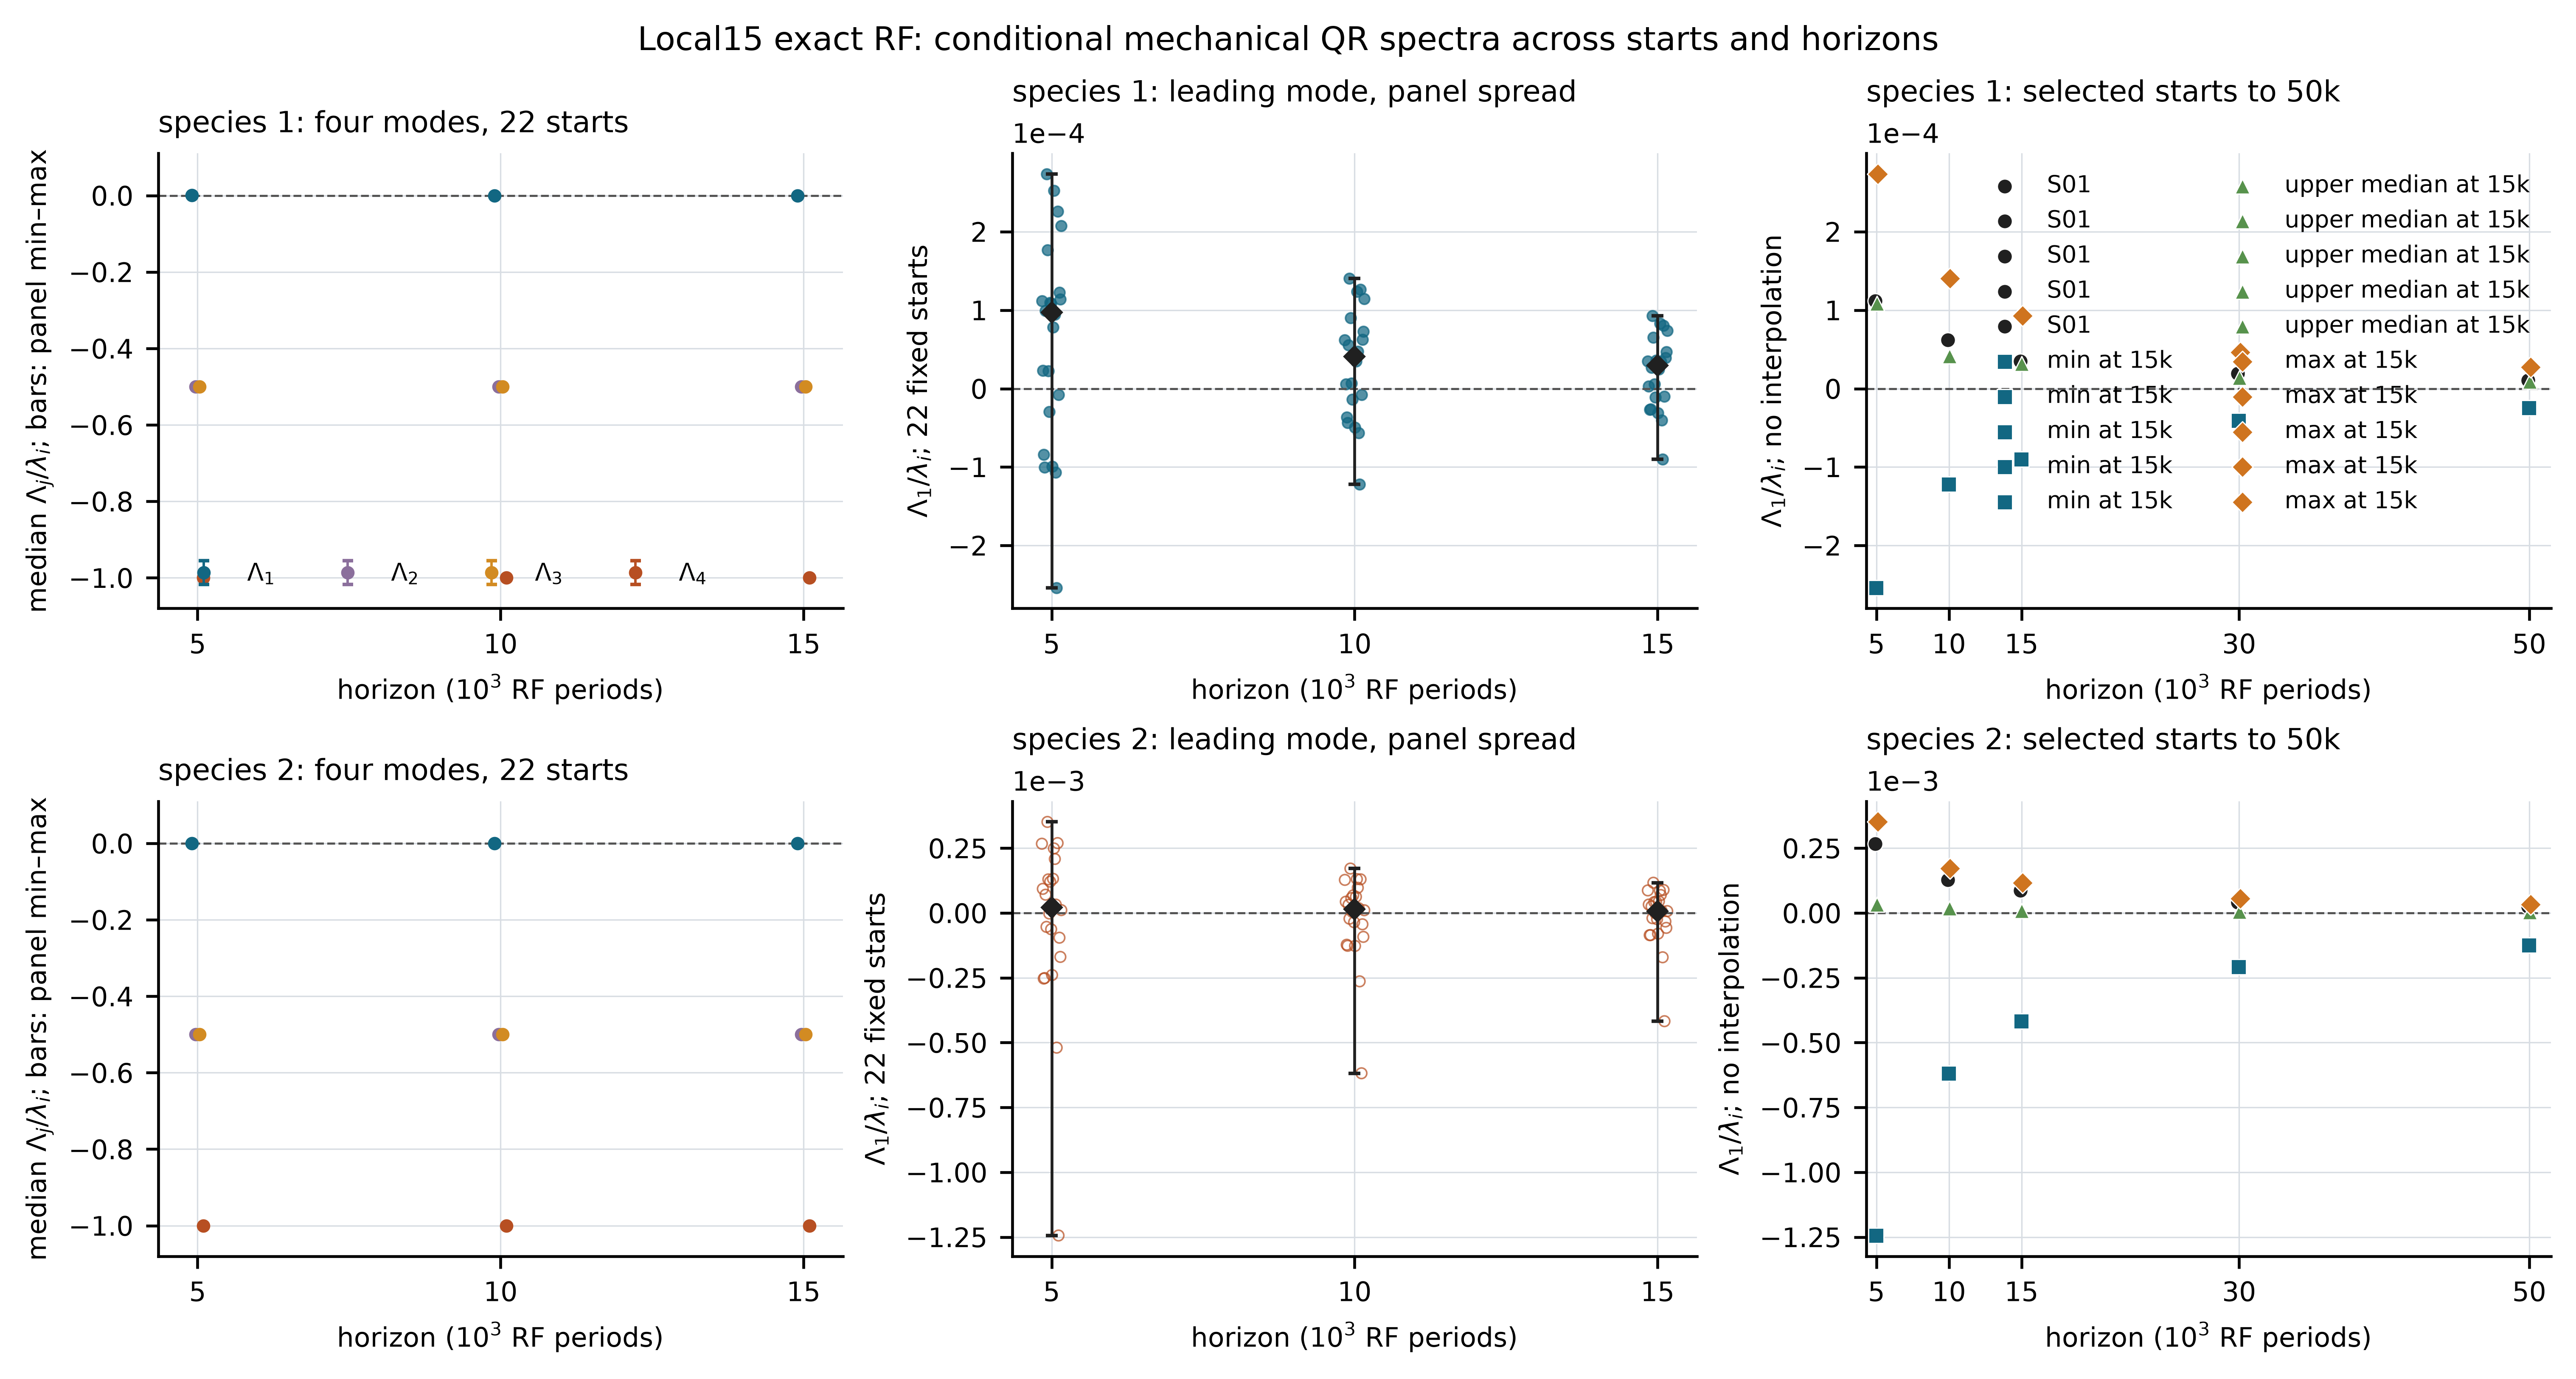 Local15 exact RF: conditional mechanical QR spectra across starts and horizons
species 1: four modes, 22 starts
median Λj/λi; bars: panel min–max
0.0
−0.2
−0.4
−0.6
−0.8
−1.0
Λ1
Λ2
Λ3
Λ4
5
10
15
horizon (10³ RF periods)
species 1: leading mode, panel spread
1e−4
Λ1/λi; 22 fixed starts
2
1
0
−1
−2
5
10
15
horizon (10³ RF periods)
species 1: selected starts to 50k
1e−4
Λ1/λi; no interpolation
2
1
0
−1
−2
S01
S01
S01
S01
S01
min at 15k
min at 15k
min at 15k
min at 15k
min at 15k
upper median at 15k
upper median at 15k
upper median at 15k
upper median at 15k
upper median at 15k
max at 15k
max at 15k
max at 15k
max at 15k
max at 15k
5
10
15
30
50
horizon (10³ RF periods)
species 2: four modes, 22 starts
median Λj/λi; bars: panel min–max
0.0
−0.2
−0.4
−0.6
−0.8
−1.0
5
10
15
horizon (10³ RF periods)
species 2: leading mode, panel spread
1e−3
Λ1/λi; 22 fixed starts
0.25
0.00
−0.25
−0.50
−0.75
−1.00
−1.25
5
10
15
horizon (10³ RF periods)
species 2: selected starts to 50k
1e−3
Λ1/λi; no interpolation
0.25
0.00
−0.25
−0.50
−0.75
−1.00
−1.25
5
10
15
30
50
horizon (10³ RF periods)